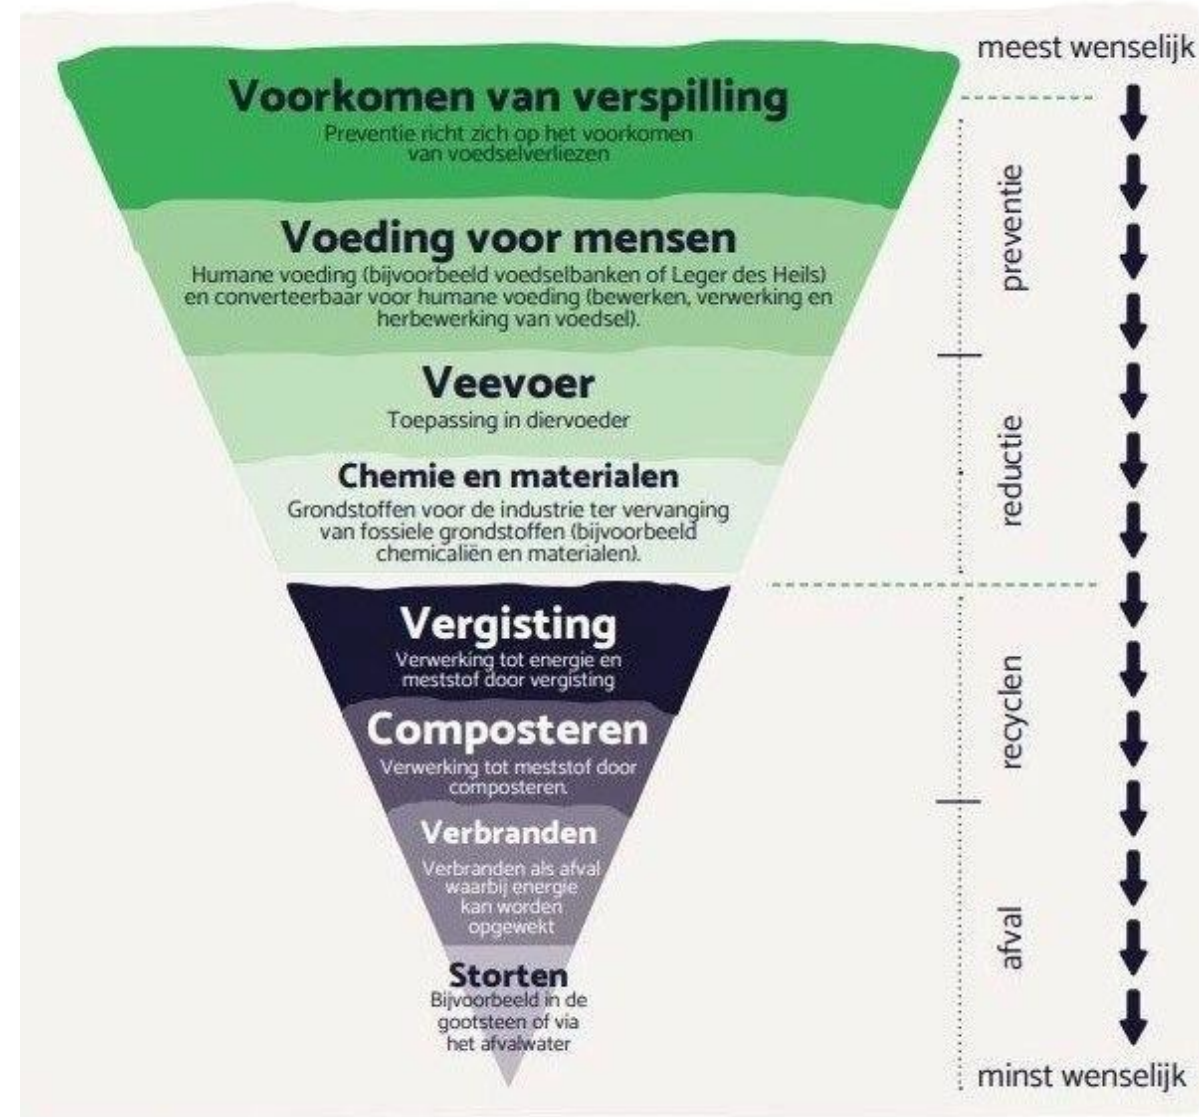 meest wenselijk
Voorkomen van verspilling
Preventie richt zich op het voorkomen
van voedselverliezen
preventie
Voeding voor mensen
Humane voeding (bijvoorbeeld voedselbanken of Leger des Heils)
en converteerbaar voor humane voeding (bewerken, verwerking en
herbewerking van voedsel).
Veevoer
Toepassing in diervoeder
reductie
Chemie en materialen
Grondstoffen voor de industrie ter vervanging
van fossiele grondstoffen (bijvoorbeeld
chemicaliën en materialen).
Vergisting
Verwerking tot energie en
meststof door vergisting
recyclen
Composteren
Verwerking tot meststof door
composteren.
Verbranden
Verbranden als afval
waarbij energie
kan worden
opgewekt
afval
Storten
Bijvoorbeeld in de
gootsteen of via
het afvalwater
minst wenselijk